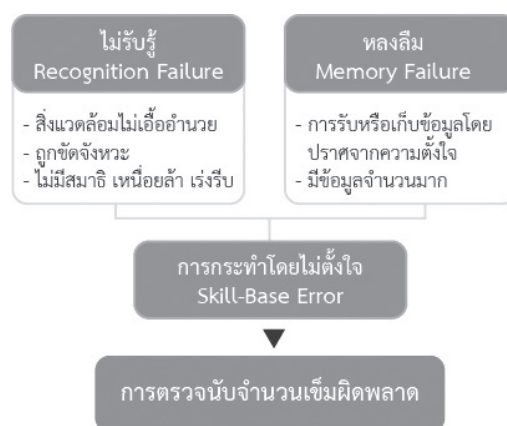 ไม่รับรู้
Recognition Failure
- สิ่งแวดล้อมไม่เอื้ออำนวย
- ถูกขัดจังหวะ
- ไม่มีสมาธิ เหนื่อยล้า เร่งรีบ
หลงลืม
Memory Failure
- การรับหรือเก็บข้อมูลโดย
ปราศจากความตั้งใจ
- มีข้อมูลจำนวนมาก
การกระทำโดยไม่ตั้งใจ
Skill-Base Error
การตรวจนับจำนวนเข็มผิดพลาด